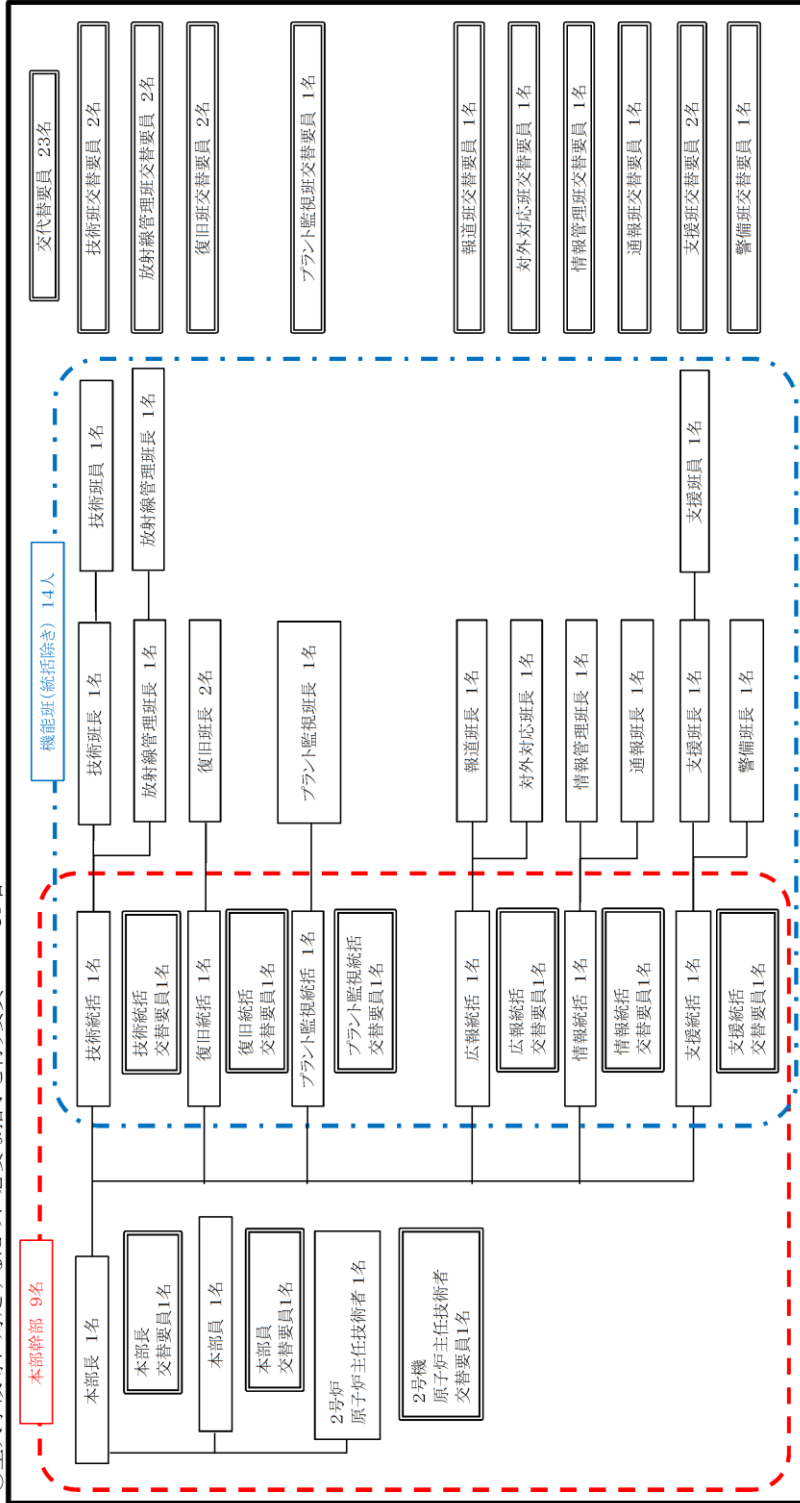 本部幹部 9名
機能班(統括除き) 14人
交代替要員 23名
本部長 1名
本部長
交替要員1名
本部員 1名
本部員
交替要員1名
2号炉
原子炉主任技術者 1名
2号機
原子炉主任技術者
交替要員1名
技術統括 1名
技術統括
交替要員1名
復旧統括 1名
復旧統括
交替要員1名
プラント監視統括 1名
プラント監視統括
交替要員1名
広報統括 1名
広報統括
交替要員1名
情報統括 1名
情報統括
交替要員1名
支援統括 1名
支援統括
交替要員1名
技術班長 1名
放射線管理班長 1名
復旧班長 2名
プラント監視班長 1名
報道班長 1名
対外対応班長 1名
情報管理班長 1名
通報班長 1名
支援班長 1名
警備班長 1名
技術班員 1名
放射線管理班長 1名
支援班員 1名
技術班交替要員 2名
放射線管理班交替要員 2名
復旧班交替要員 2名
プラント監視班交替要員 1名
報道班交替要員 1名
対外対応班交替要員 1名
情報管理班交替要員 1名
通報班交替要員 1名
支援班交替要員 2名
警備班交替要員 1名